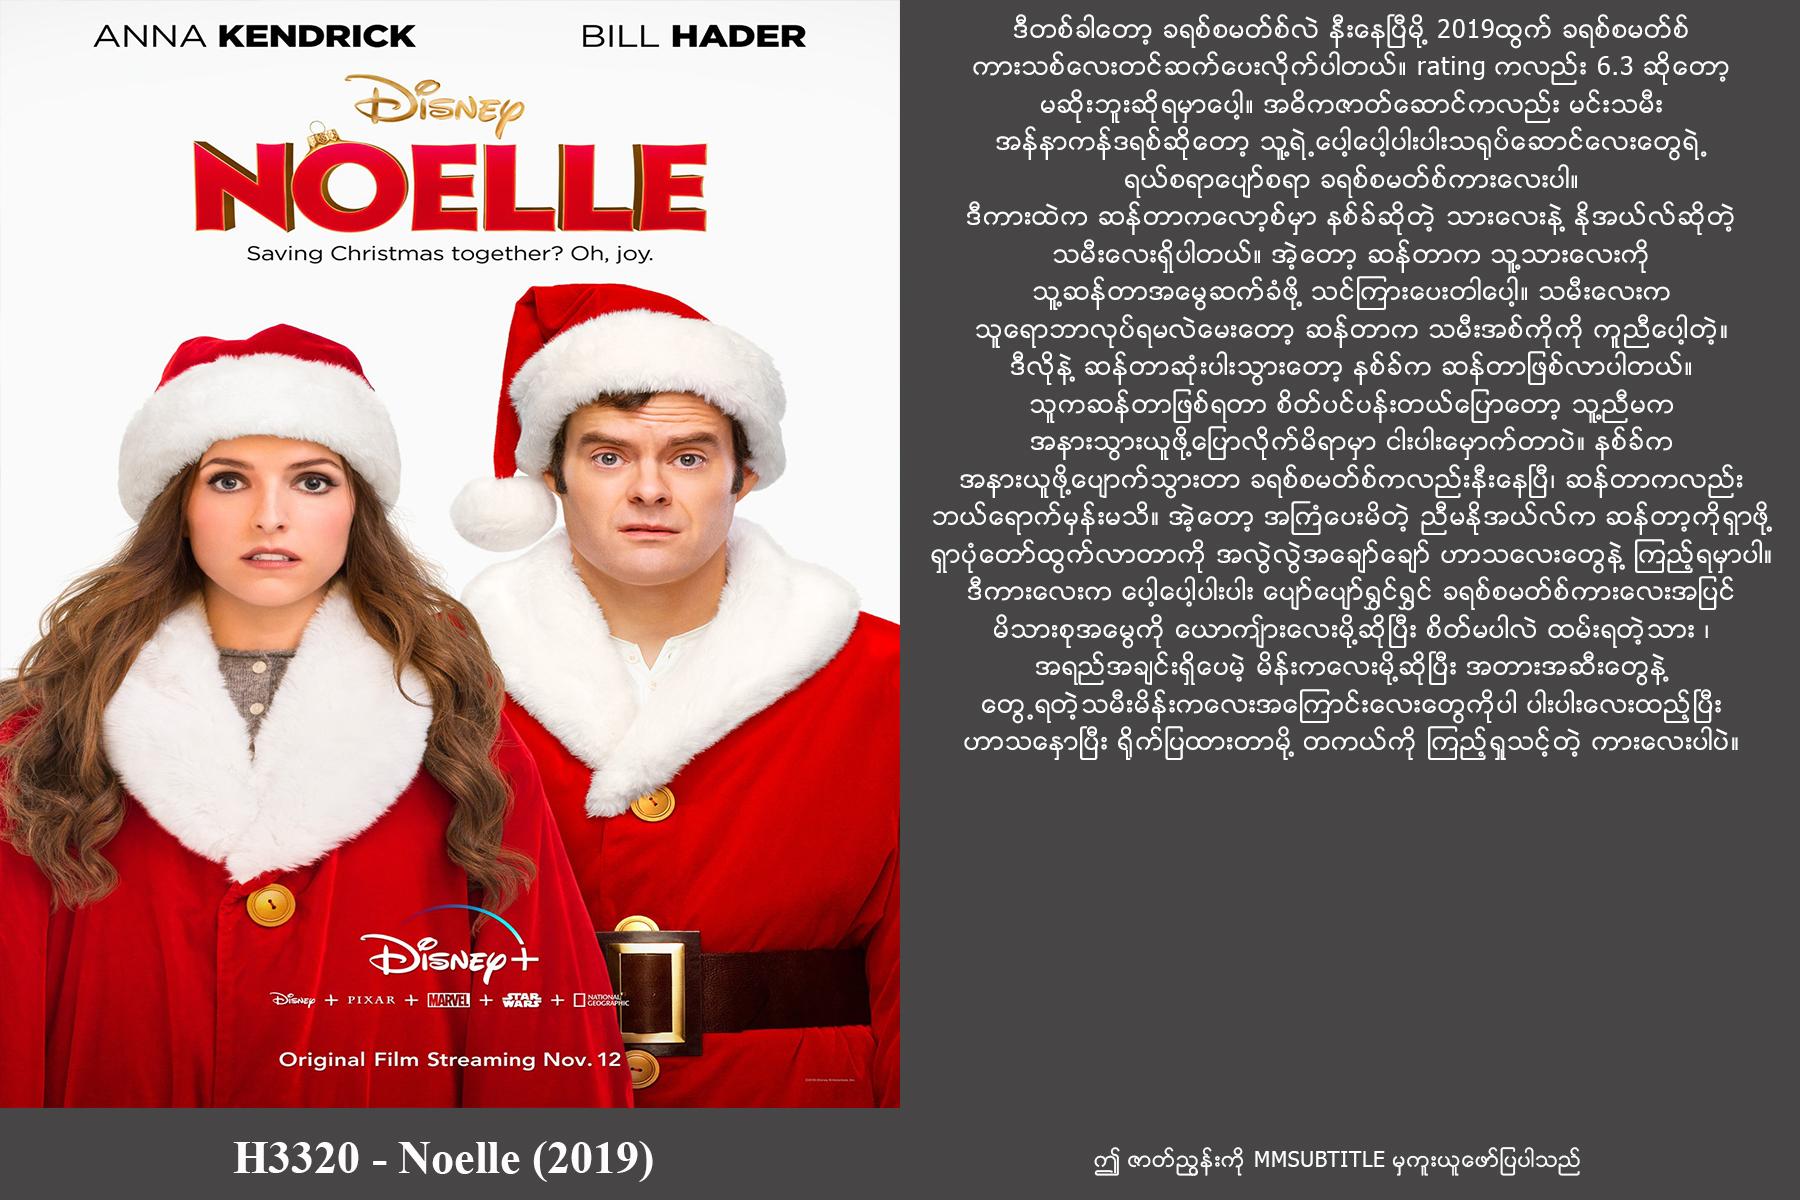 ANNA KENDRICK
BILL HADER
Disney
NOELLE
Saving Christmas together? Oh, joy.
Disney+
Disney + PIXAR + MARVEL + STAR WARS + NATIONAL GEOGRAPHIC
Original Film Streaming Nov. 12
H3320 - Noelle (2019)
ဒီတစ်ခါတော့ ခရစ်စမတ်စ်လဲ နီးနေပြီမို့ 2019ထွက် ခရစ်စမတ်စ်
ကားသစ်လေးတင်ဆက်ပေးလိုက်ပါတယ်။ rating ကလည်း 6.3 ဆိုတော့
မဆိုးဘူးဆိုရမှာပေါ့။ အဓိကဇာတ်ဆောင်ကလည်း မင်းသမီး
အန်နာကန်ဒရစ်ဆိုတော့ သူ့ရဲ့ ပေါ့ပေါ့ပါးပါးသရုပ်ဆောင်လေးတွေရဲ့
ရယ်စရာပျော်စရာ ခရစ်စမတ်စ်ကားလေးပါ။
ဒီကားထဲက ဆန်တာကလော့စ်မှာ နစ်ခ်ဆိုတဲ့ သားလေးနဲ့ နိုအယ်လ်ဆိုတဲ့
သမီးလေးရှိပါတယ်။ အဲ့တော့ ဆန်တာက သူ့သားလေးကို
သူ့ဆန်တာအမွေဆက်ခံဖို့ သင်ကြားပေးတါပေါ့။ သမီးလေးက
သူရောဘာလုပ်ရမလဲမေးတော့ ဆန်တာက သမီးအစ်ကိုကို ကူညီပေါ့တဲ့။
ဒီလိုနဲ့ ဆန်တာဆုံးပါးသွားတော့ နစ်ခ်က ဆန်တာဖြစ်လာပါတယ်။
သူကဆန်တာဖြစ်ရတာ စိတ်ပင်ပန်းတယ်ပြောတော့ သူ့ညီမက
အနားသွားယူဖို့ပြောလိုက်မိရာမှာ ငါးပါးမှောက်တာပဲ။ နစ်ခ်က
အနားယူဖို့ပျောက်သွားတာ ခရစ်စမတ်စ်ကလည်းနီးနေပြီ၊ ဆန်တာကလည်း
ဘယ်ရောက်မှန်းမသိ။ အဲ့တော့ အကြံပေးမိတဲ့ ညီမနိုအယ်လ်က ဆန်တာ့ကိုရှာဖို့
ရှာပုံတော်ထွက်လာတာကို အလွဲလွဲအချော်ချော် ဟာသလေးတွေနဲ့ ကြည့်ရမှာပါ။
ဒီကားလေးက ပေါ့ပေါ့ပါးပါး ပျော်ပျော်ရွှင်ရွှင် ခရစ်စမတ်စ်ကားလေးအပြင်
မိသားစုအမွေကို ယောကျ်ားလေးမို့ဆိုပြီး စိတ်မပါလဲ ထမ်းရတဲ့သား ၊
အရည်အချင်းရှိပေမဲ့ မိန်းကလေးမို့ဆိုပြီး အတားအဆီးတွေနဲ့
တွေ့ရတဲ့သမီးမိန်းကလေးအကြောင်းလေးတွေကိုပါ ပါးပါးလေးထည့်ပြီး
ဟာသနှောပြီး ရိုက်ပြထားတာမို့ တကယ်ကို ကြည့်ရှုသင့်တဲ့ ကားလေးပါပဲ။
ဤ ဇာတ်ညွှန်းကို MMSUBTITLE မှကူးယူဖော်ပြပါသည်